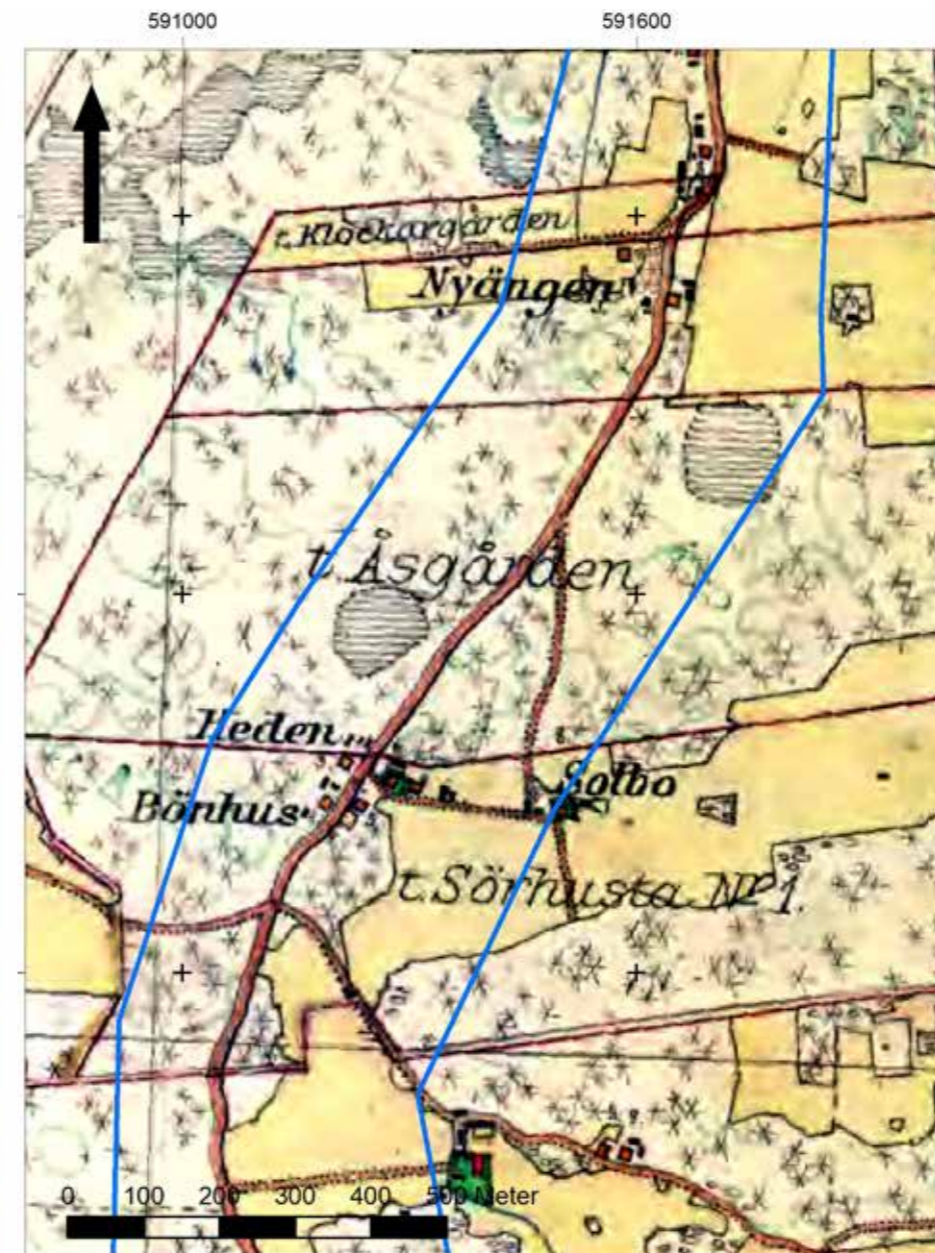 591000 591600
t. Klockargården
Nyängen
t. Åsgården
Heden
Solbo
Bönhus
t. Sörhusta No 1.
0 100 200 300 400 500 Meter